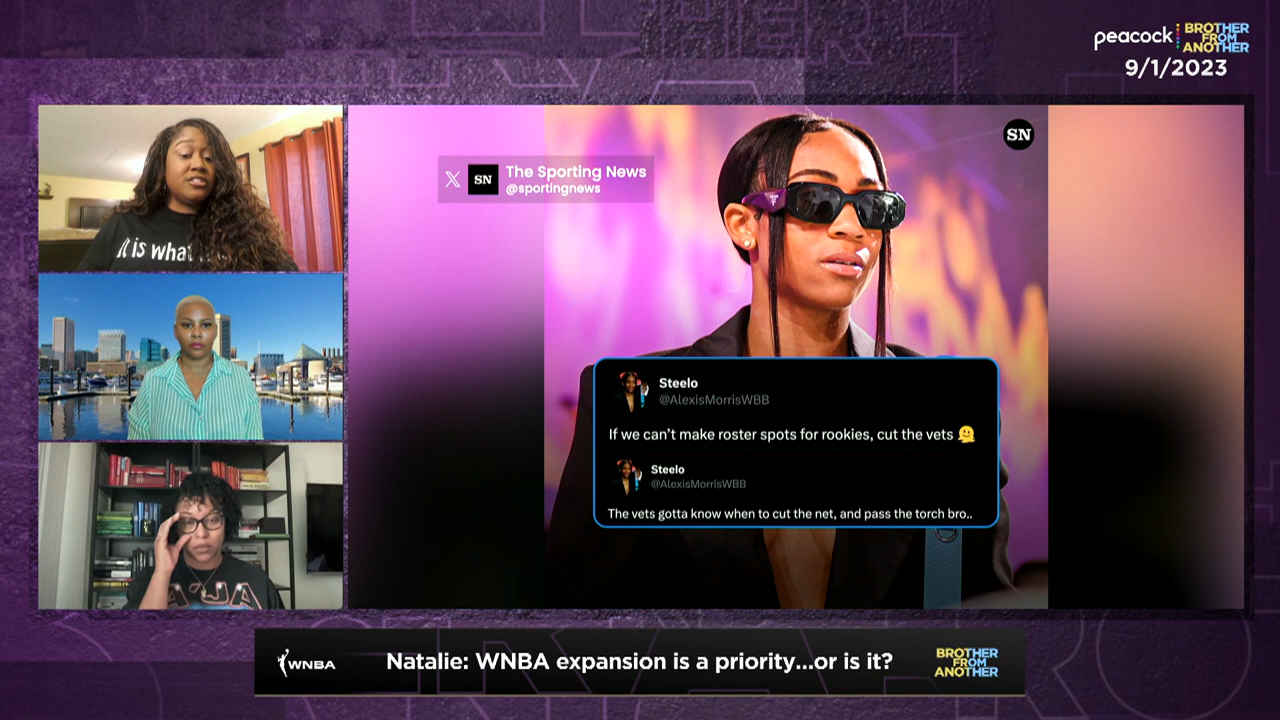 peacock
BROTHER
FROM
ANOTHER
9/1/2023
SN
SN
The Sporting News
@sportingnews
It is what
Steelo
@AlexisMorrisWBB
If we can't make roster spots for rookies, cut the vets 🫠
Steelo
@AlexisMorrisWBB
The vets gotta know when to cut the net, and pass the torch bro..
WNBA
Natalie: WNBA expansion is a priority...or is it?
BROTHER
FROM
ANOTHER